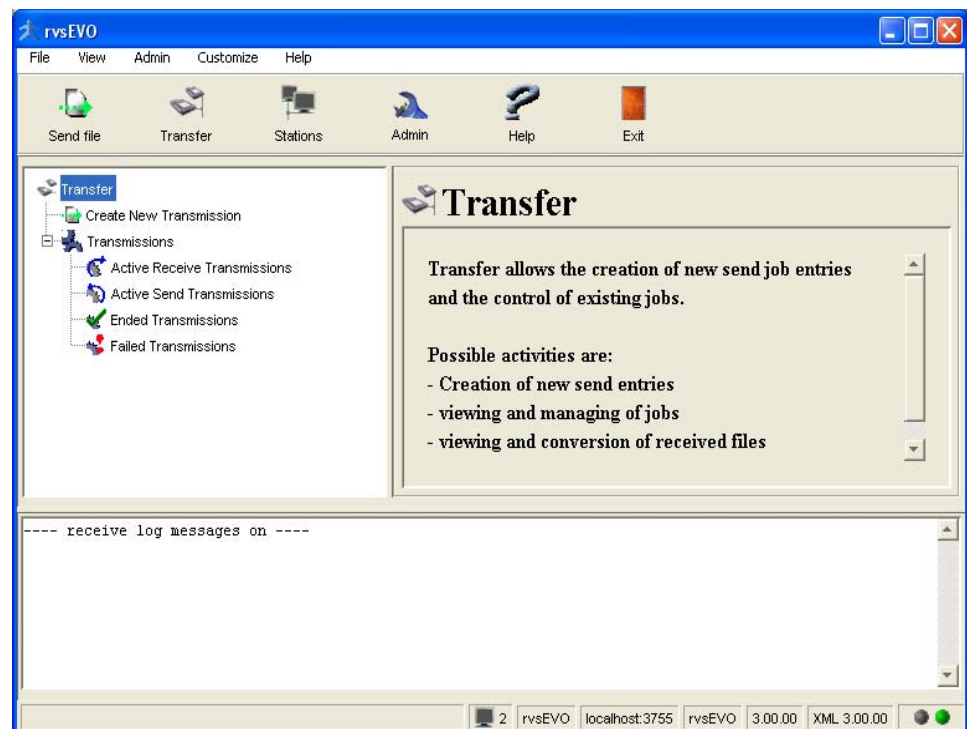 rvsEVO
File View Admin Customize Help
Send file Transfer Stations Admin Help Exit
Transfer
Create New Transmission
Transmissions
Active Receive Transmissions
Active Send Transmissions
Ended Transmissions
Failed Transmissions
Transfer
Transfer allows the creation of new send job entries
and the control of existing jobs.
Possible activities are:
- Creation of new send entries
- viewing and managing of jobs
- viewing and conversion of received files
---- receive log messages on ----
2 rvsEVO localhost:3755 rvsEVO 3.00.00 XML 3.00.00